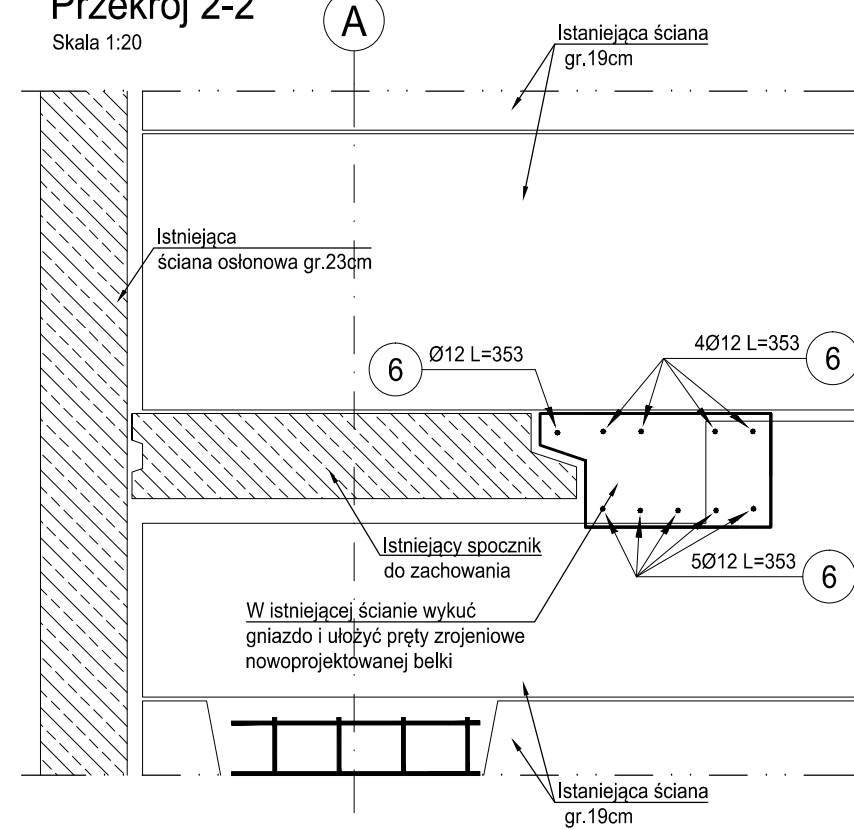 Przekrój 2-2
Skala 1:20
A
Istaniejąca ściana
gr.19cm
Istniejąca
ściana osłonowa gr.23cm
6
Ø12 L=353
4Ø12 L=353
6
Istniejący spocznik
do zachowania
5Ø12 L=353
6
W istniejącej ścianie wykuć
gniazdo i ułożyć pręty zrojeniowe
nowoprojektowanej belki
Istaniejąca ściana
gr.19cm